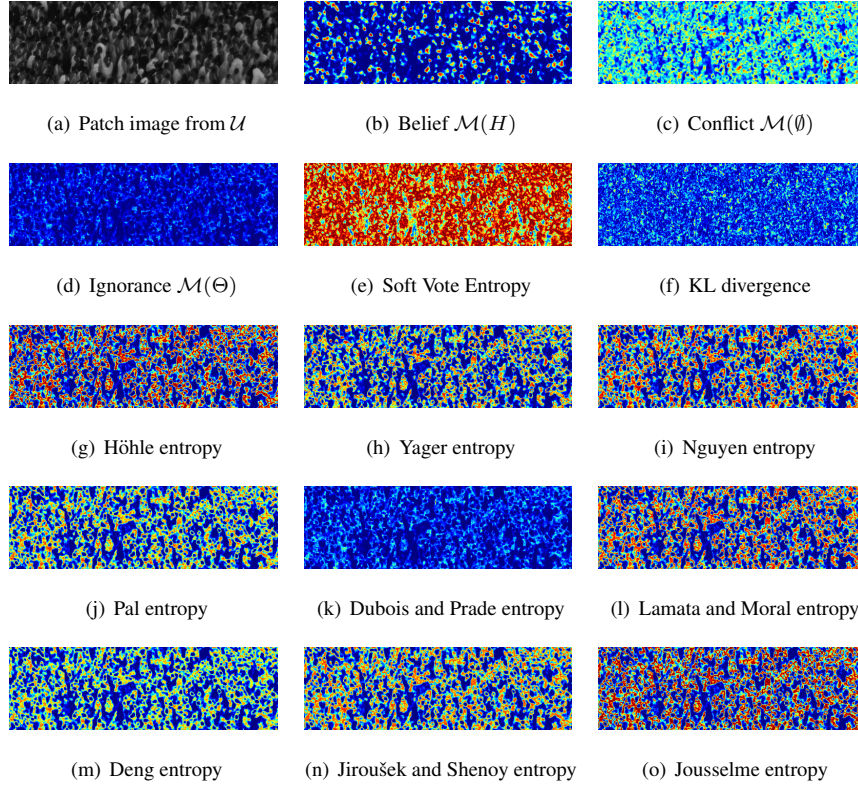 (a) Patch image from 𝒰
(b) Belief ℳ(H)
(c) Conflict ℳ(∅)
(d) Ignorance ℳ(Θ)
(e) Soft Vote Entropy
(f) KL divergence
(g) Höhle entropy
(h) Yager entropy
(i) Nguyen entropy
(j) Pal entropy
(k) Dubois and Prade entropy
(l) Lamata and Moral entropy
(m) Deng entropy
(n) Jiroušek and Shenoy entropy
(o) Jousselme entropy